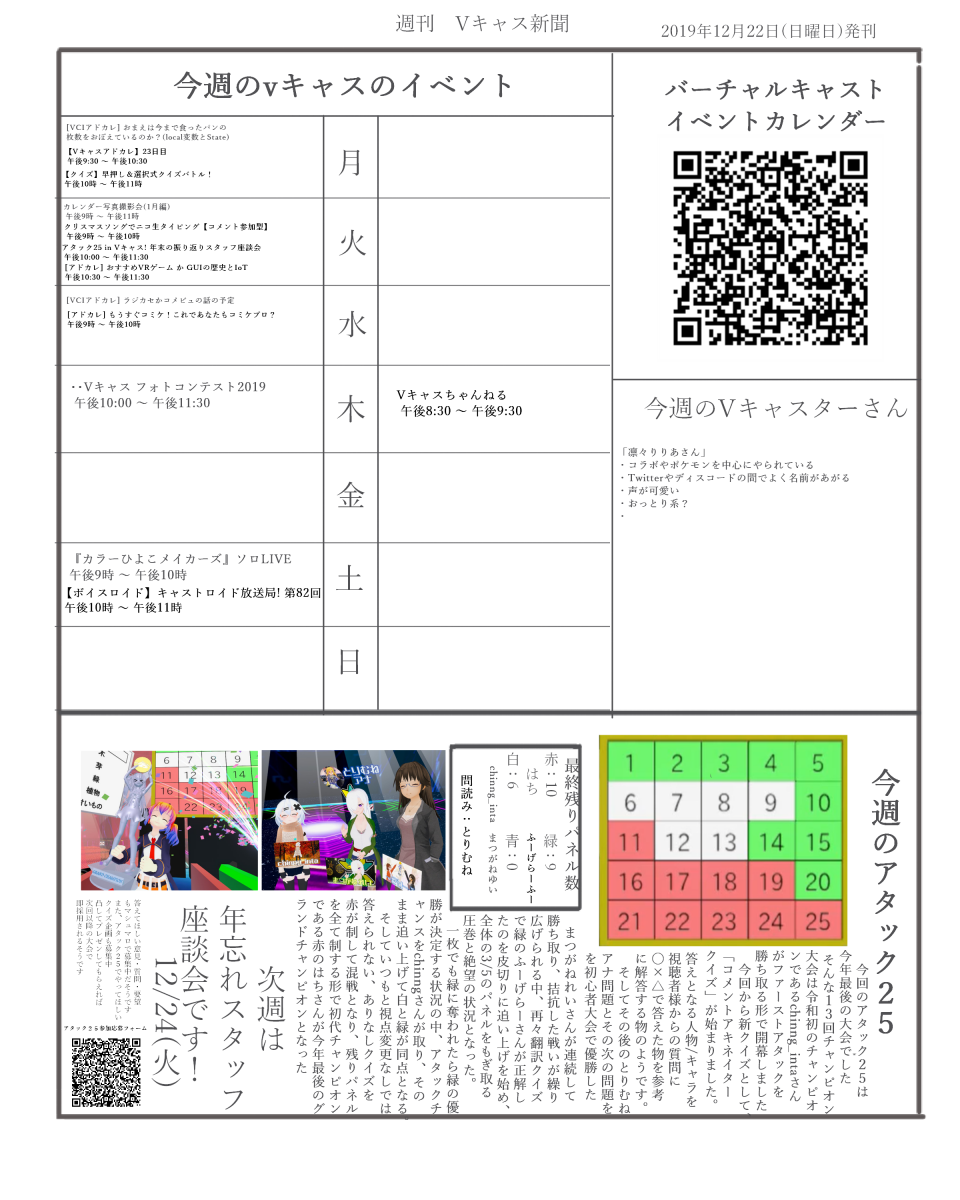 週刊　Vキャス新聞
2019年12月22日(日曜日)発刊
今週のvキャスのイベント
[VCIアドカレ] おまえは今まで食ったパンの
枚数をおぼえているのか？(local変数とState)
【Vキャスアドカレ】23日目
午後9:30 ～ 午後10:30
【クイズ】早押し＆選択式クイズバトル！
午後10時 ～ 午後11時
月
カレンダー写真撮影会(1月編)
午後9時 ～ 午後11時
クリスマスソングでニコ生タイピング【コメント参加型】
午後9時 ～ 午後10時
アタック25 in Vキャス! 年末の振り返りスタッフ座談会
午後10:00 ～ 午後11:30
[アドカレ] おすすめVRゲーム か GUIの歴史とIoT
午後10:30 ～ 午後11:30
火
[VCIアドカレ] ラジカセかコメビュの話の予定
[アドカレ] もうすぐコミケ！これであなたもコミケプロ？
午後9時 ～ 午後10時
水
･･Vキャス フォトコンテスト2019
午後10:00 ～ 午後11:30
木
Vキャスちゃんねる
午後8:30 ～ 午後9:30
金
『カラーひよこメイカーズ』ソロLIVE
午後9時 ～ 午後10時
【ボイスロイド】キャストロイド放送局! 第82回
午後10時 ～ 午後11時
土
日
バーチャルキャスト
イベントカレンダー
今週のVキャスターさん
「凛々りりあさん」
・コラボやポケモンを中心にやられている
・Twitterやディスコードの間でよく名前があがる
・声が可愛い
・おっとり系？
・
今週のアタック25
1 2 3 4 5
6 7 8 9 10
11 12 13 14 15
16 17 18 19 20
21 22 23 24 25
最終残りパネル数
赤：10　緑：9
はち　ふーげらーふー
白：6　青：0
chinng_inta　まつがねゆい
問読み：とりむね
今回のアタック25は
今年最後の大会でした
そんな13回チャンピオン
大会は令和初のチャンピオ
ンであるchinng_intaさん
がファーストアタックを
勝ち取る形で開幕しました
今回から新クイズとして、
「コメントアキネイター
クイズ」が始まりました。
答えとなる人物/キャラを
視聴者様からの質問に
○×△で答えた物を参考
に解答する物のようです。
そしてその後のとりむね
アナ問題とその次の問題を
を初心者大会で優勝した
まつがねれいさんが連続して
勝ち取り、拮抗した戦いが繰り
広げられる中、再々翻訳クイズ
で緑のふーげらーさんが正解し
たのを皮切りに追い上げを始め、
全体の3/5のパネルをもぎ取る
圧巻と絶望の状況となった。
一枚でも緑に奪われたら緑の優
勝が決定する状況の中、アタックチ
ャンスをchinngさんが取り、その
まま追い上げて白と緑が同点となる。
そしていつもと視点変更なしでは
答えられない、ありなしクイズを
赤が制して混戦となり、残りパネル
を全て制する形で初代チャンピオン
である赤のはちさんが今年最後のグ
ランドチャンピオンとなった
次週は
年忘れスタッフ
座談会です！
12/24(火)
答えてほしい意見・質問・要望
もマシュマロで募集中だそうです
また、アタック25でやってほしい
クイズ企画も募集中
凸してプレゼンしてもらえれば
次回以降の大会で
即採用されるそうです
アタック25参加応募フォーム
とりむね
アナ
chinng_inta
植物
6 7 8 9
11 12 13 14
16 17 18 19
22 23